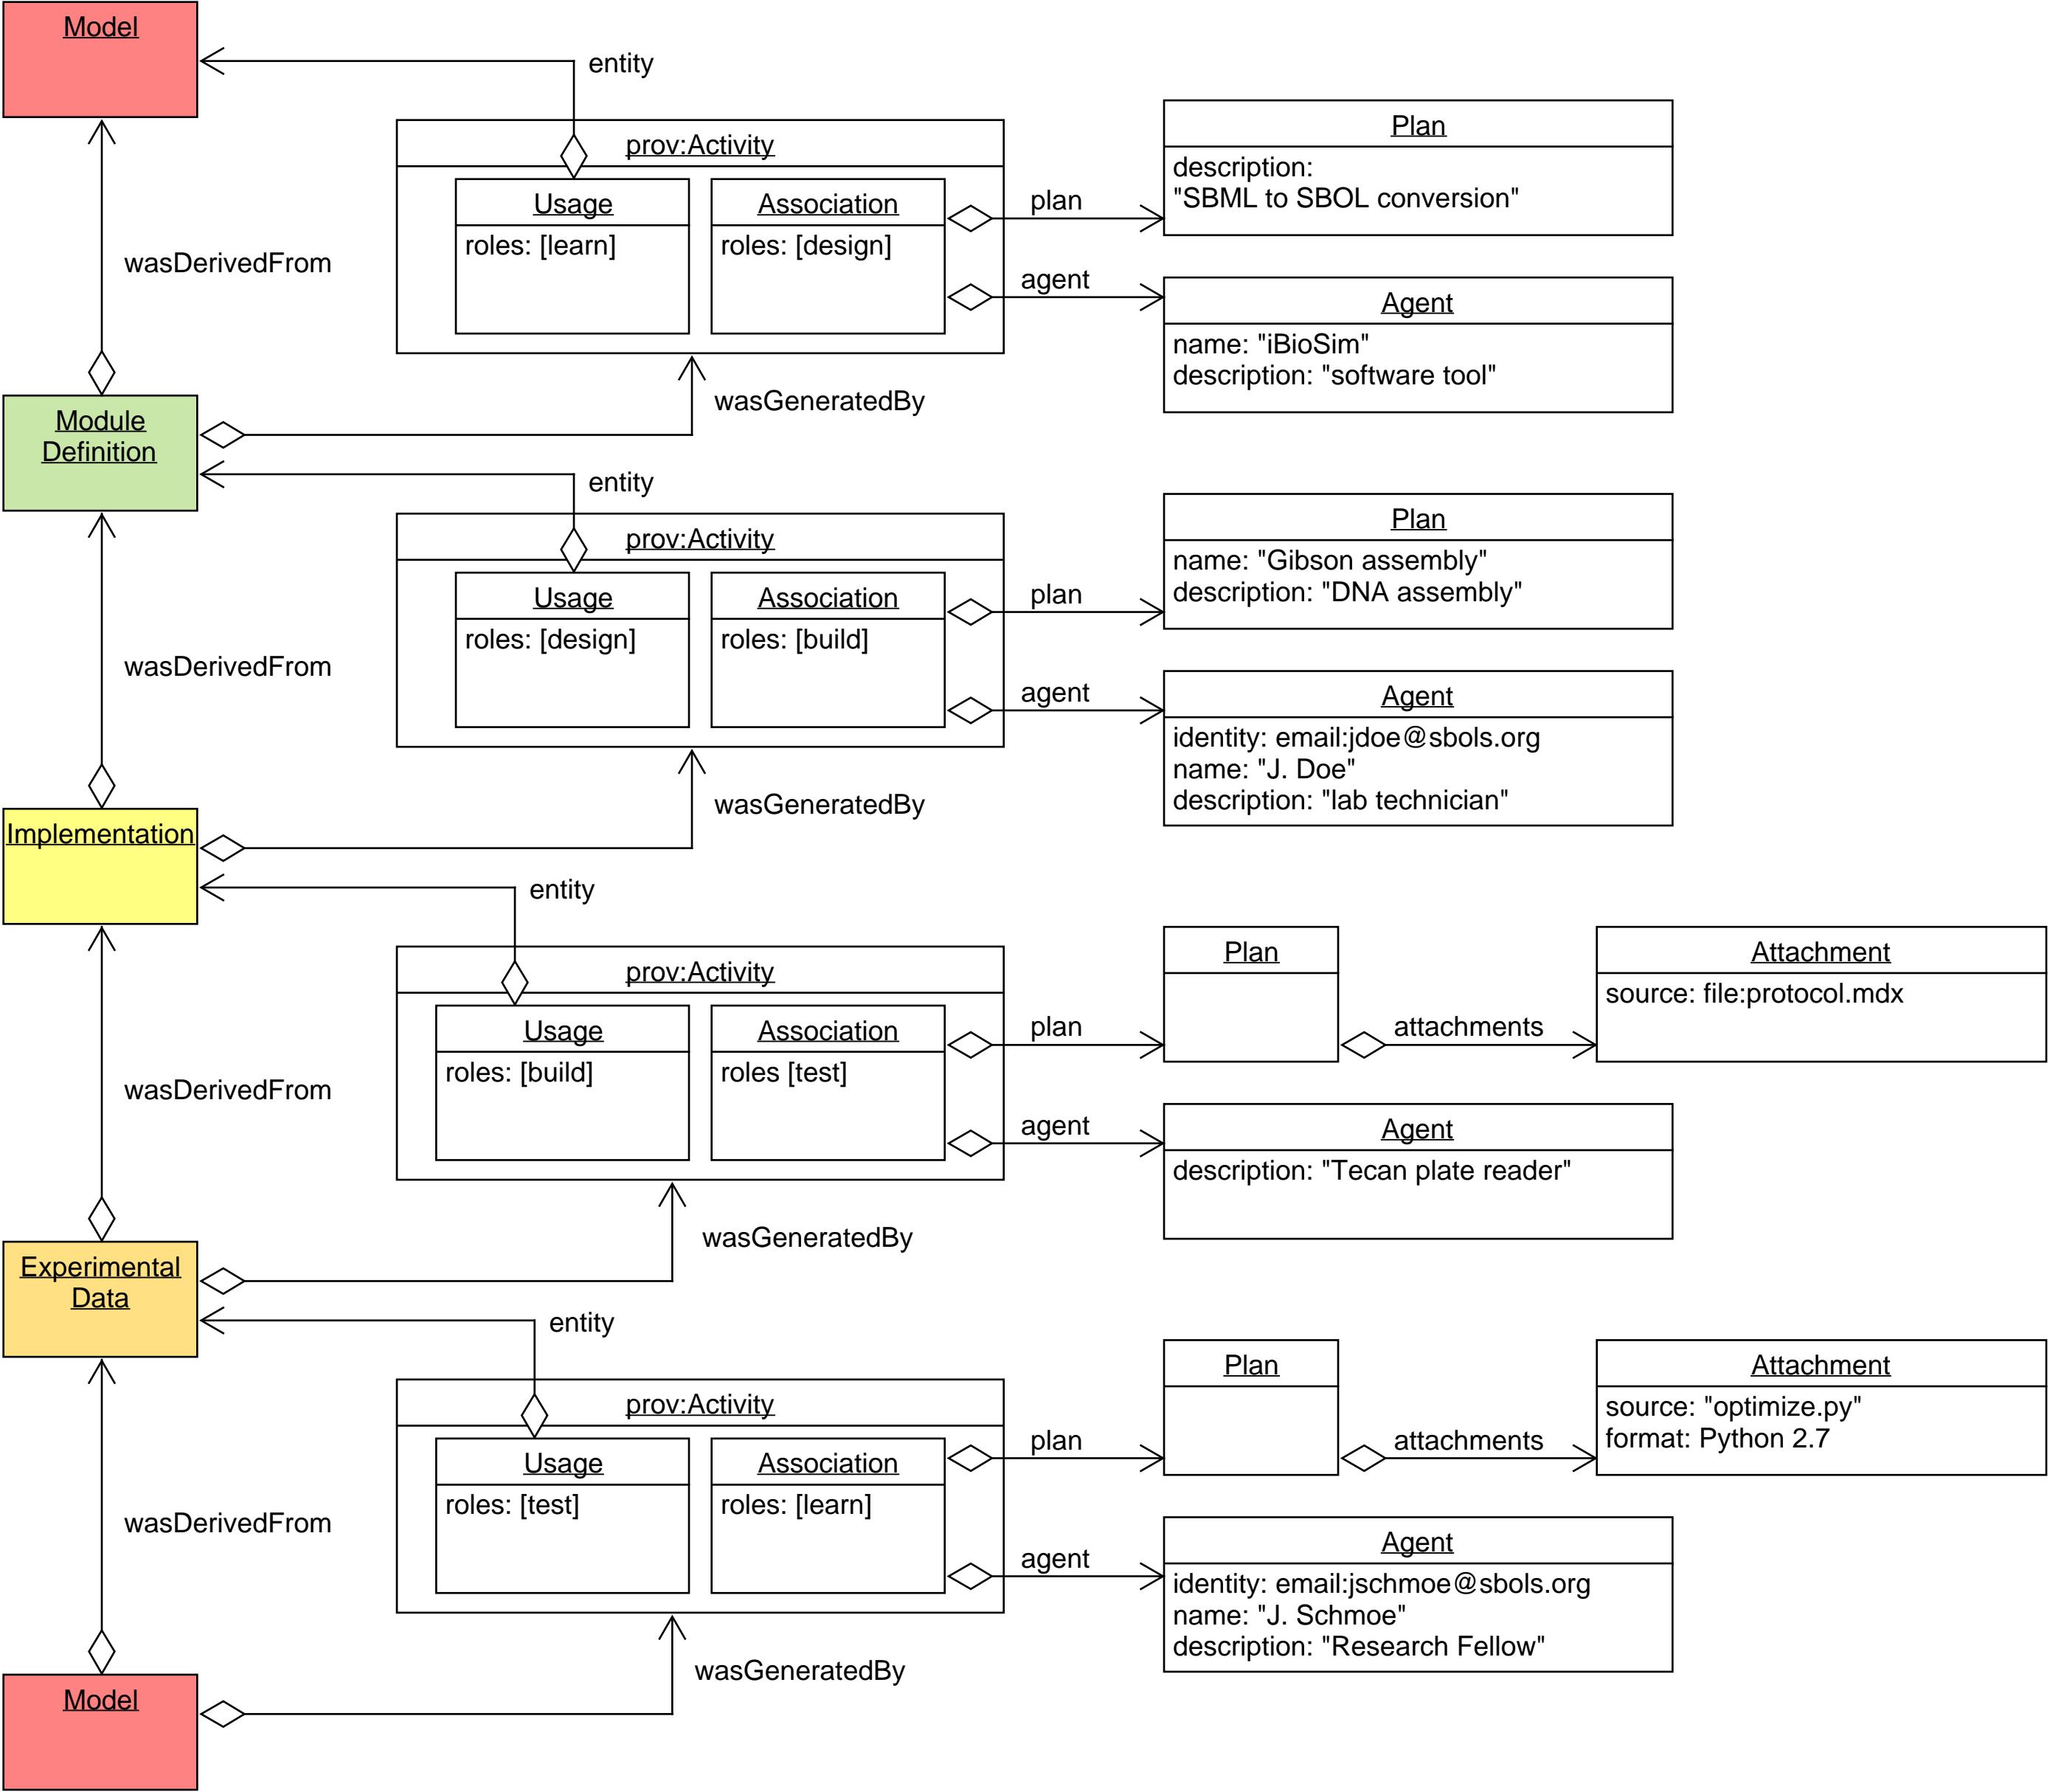 Model
entity
prov:Activity
Usage
roles: [learn]
Association
roles: [design]
plan
agent
Plan
description:
"SBML to SBOL conversion"
Agent
name: "iBioSim"
description: "software tool"
wasDerivedFrom
wasGeneratedBy
Module
Definition
entity
prov:Activity
Usage
roles: [design]
Association
roles: [build]
plan
agent
Plan
name: "Gibson assembly"
description: "DNA assembly"
Agent
identity: email:jdoe@sbols.org
name: "J. Doe"
description: "lab technician"
wasDerivedFrom
wasGeneratedBy
Implementation
entity
prov:Activity
Usage
roles: [build]
Association
roles [test]
plan
agent
Plan
attachments
Attachment
source: file:protocol.mdx
Agent
description: "Tecan plate reader"
wasDerivedFrom
wasGeneratedBy
Experimental
Data
entity
prov:Activity
Usage
roles: [test]
Association
roles: [learn]
plan
agent
Plan
attachments
Attachment
source: "optimize.py"
format: Python 2.7
Agent
identity: email:jschmoe@sbols.org
name: "J. Schmoe"
description: "Research Fellow"
wasDerivedFrom
wasGeneratedBy
Model